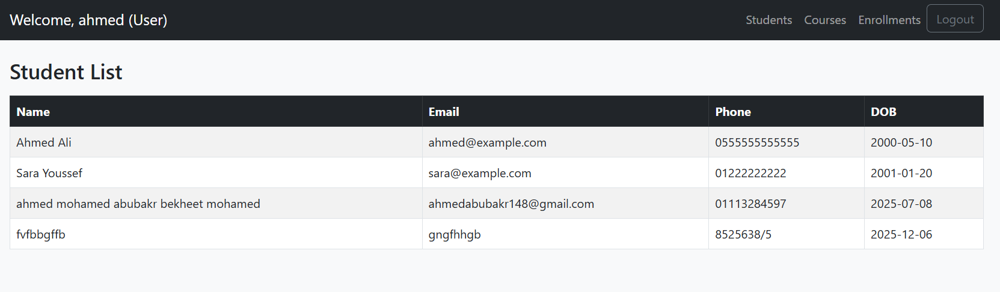 Welcome, ahmed (User) Students Courses Enrollments Logout
Student List
Name Email Phone DOB
Ahmed Ali ahmed@example.com 0555555555555 2000-05-10
Sara Youssef sara@example.com 01222222222 2001-01-20
ahmed mohamed abubakr bekheet mohamed ahmedabubakr148@gmail.com 01113284597 2025-07-08
fvfbbgffb gngfhhgb 8525638/5 2025-12-06